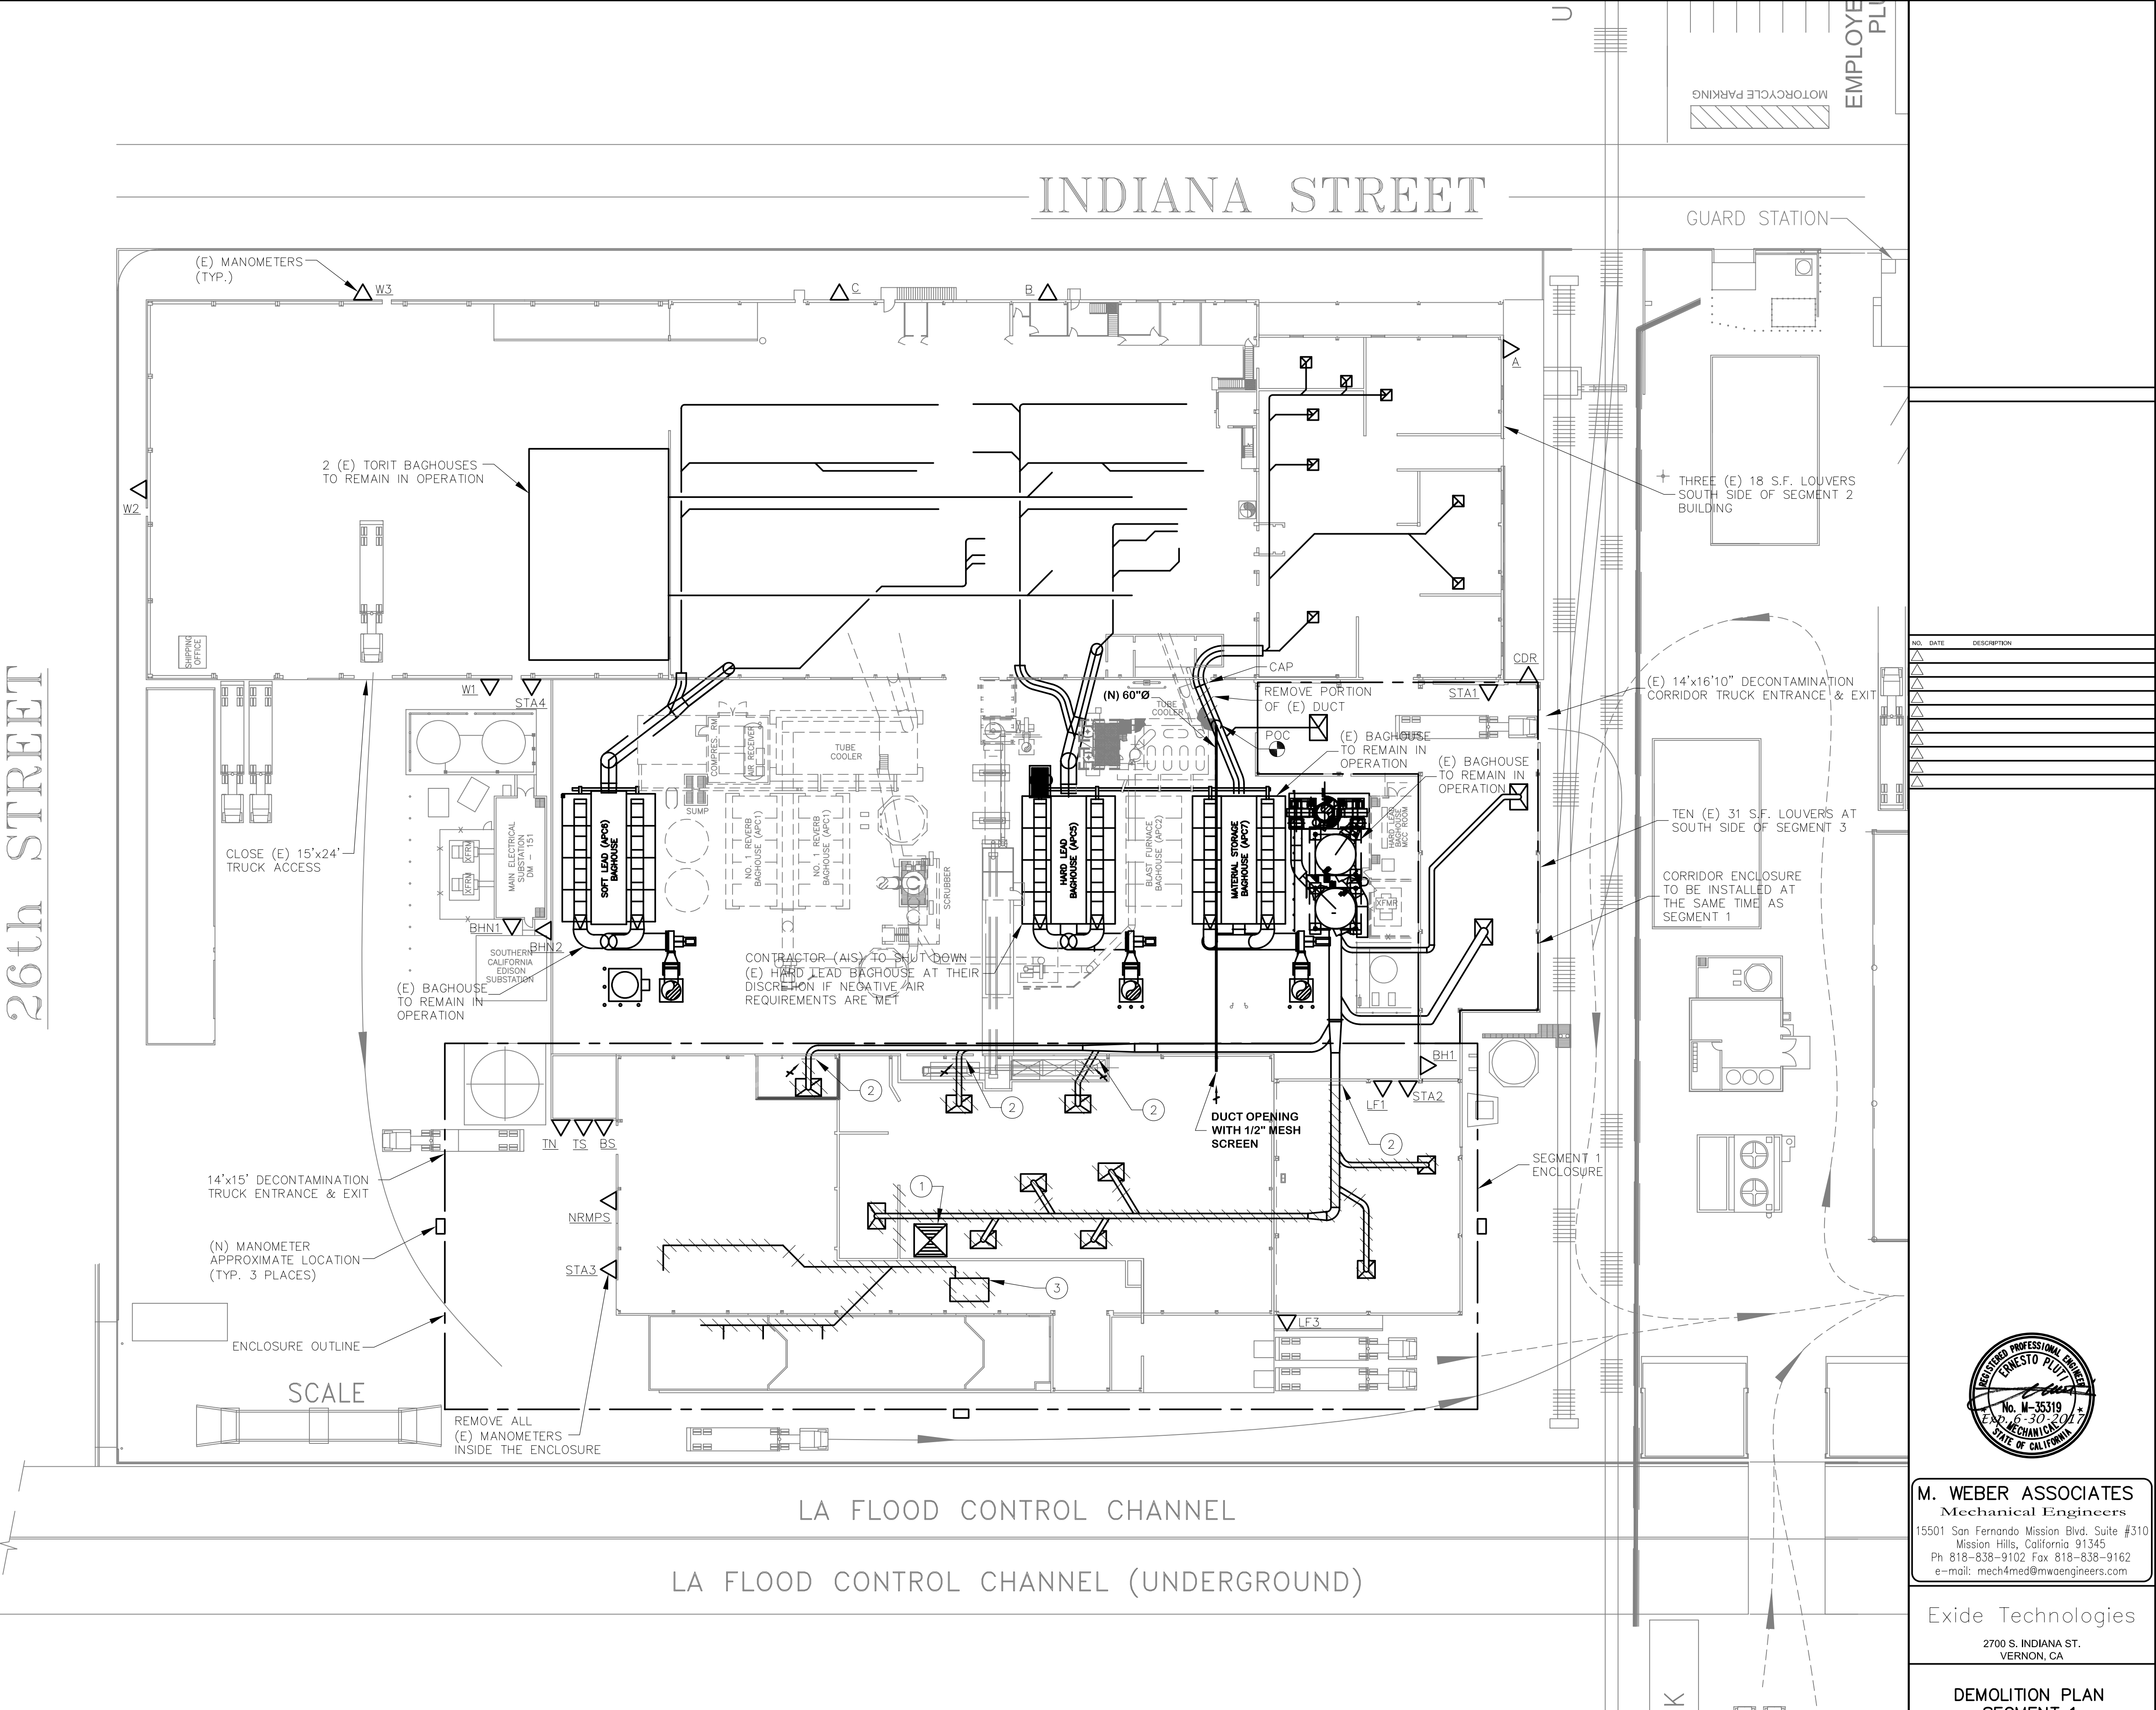 U
EMPLOYE
PLU
MOTORCYCLE PARKING
INDIANA STREET
GUARD STATION
26th STREET
(E) MANOMETERS
(TYP.)
W3
C
B
A
2 (E) TORIT BAGHOUSES
TO REMAIN IN OPERATION
W2
THREE (E) 18 S.F. LOUVERS
SOUTH SIDE OF SEGMENT 2
BUILDING
SHIPPING
OFFICE
W1
STA4
CDR
STA1
CAP
(N) 60"Ø
TUBE
COOLER
REMOVE PORTION
OF (E) DUCT
POC
(E) 14'x16'10" DECONTAMINATION
CORRIDOR TRUCK ENTRANCE & EXIT
(E) BAGHOUSE
TO REMAIN IN
OPERATION
(E) BAGHOUSE
TO REMAIN IN
OPERATION
COMPRES. RM
AIR RECEIVER
TUBE
COOLER
SUMP
CLOSE (E) 15'x24'
TRUCK ACCESS
XFRM
XFRM
MAIN ELECTRICAL
SUBSTATION
DM – 151
SOFT LEAD (APC6)
BAGHOUSE
NO. 1 REVERB
BAGHOUSE (APC1)
NO. 1 REVERB
BAGHOUSE (APC1)
SCRUBBER
HARD LEAD
BAGHOUSE (APC5)
BLAST FURNACE
BAGHOUSE (APC2)
MATERIAL STORAGE
BAGHOUSE (APC7)
HARD LEAD
BAGHOUSE
MCC ROOM
XFMR
TEN (E) 31 S.F. LOUVERS AT
SOUTH SIDE OF SEGMENT 3
CORRIDOR ENCLOSURE
TO BE INSTALLED AT
THE SAME TIME AS
SEGMENT 1
BHN1
BHN2
SOUTHERN
CALIFORNIA
EDISON
SUBSTATION
(E) BAGHOUSE
TO REMAIN IN
OPERATION
CONTRACTOR (AIS) TO SHUT DOWN
(E) HARD LEAD BAGHOUSE AT THEIR
DISCRETION IF NEGATIVE AIR
REQUIREMENTS ARE MET
BH1
2
2
2
2
LF1
STA2
DUCT OPENING
WITH 1/2" MESH
SCREEN
TN
TS
BS
SEGMENT 1
ENCLOSURE
14'x15' DECONTAMINATION
TRUCK ENTRANCE & EXIT
1
NRMPS
(N) MANOMETER
APPROXIMATE LOCATION
(TYP. 3 PLACES)
STA3
3
LF3
ENCLOSURE OUTLINE
SCALE
REMOVE ALL
(E) MANOMETERS
INSIDE THE ENCLOSURE
LA FLOOD CONTROL CHANNEL
LA FLOOD CONTROL CHANNEL (UNDERGROUND)
K
NO. DATE DESCRIPTION
REGISTERED PROFESSIONAL ENGINEER
ERNESTO PLUTI
No. M-35319
Exp. 6-30-2017
MECHANICAL
STATE OF CALIFORNIA
M. WEBER ASSOCIATES
Mechanical Engineers
15501 San Fernando Mission Blvd. Suite #310
Mission Hills, California 91345
Ph 818-838-9102 Fax 818-838-9162
e-mail: mech4med@mwaengineers.com
Exide Technologies
2700 S. INDIANA ST.
VERNON, CA
DEMOLITION PLAN
SEGMENT 1